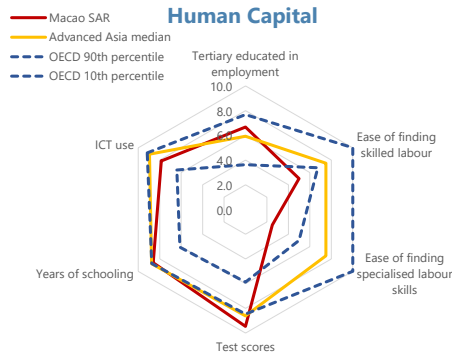 Human Capital
Macao SAR
Advanced Asia median
OECD 90th percentile
OECD 10th percentile
Tertiary educated in
employment
10.0
8.0
6.0
4.0
2.0
0.0
Ease of finding
skilled labour
Ease of finding
specialised labour
skills
Test scores
Years of schooling
ICT use